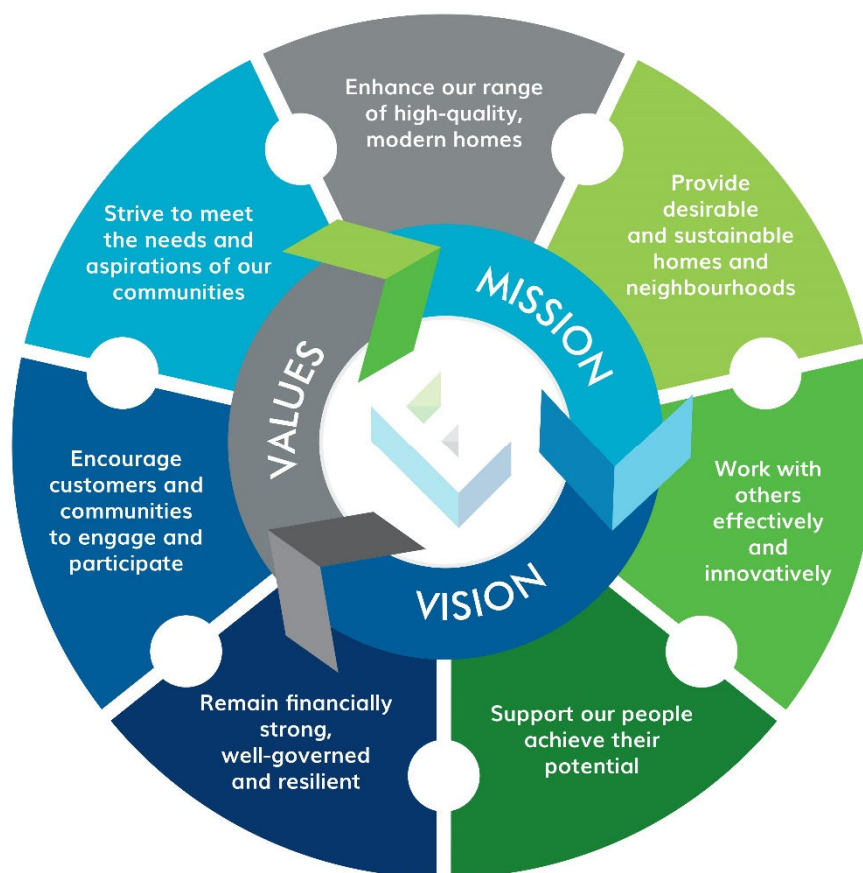 Enhance our range
of high-quality,
modern homes
Provide
desirable
and sustainable
homes and
neighbourhoods
Work with
others
effectively
and
innovatively
Support our people
achieve their
potential
Remain financially
strong,
well-governed
and resilient
Encourage
customers and
communities
to engage and
participate
Strive to meet
the needs and
aspirations of our
communities
MISSION
VISION
VALUES